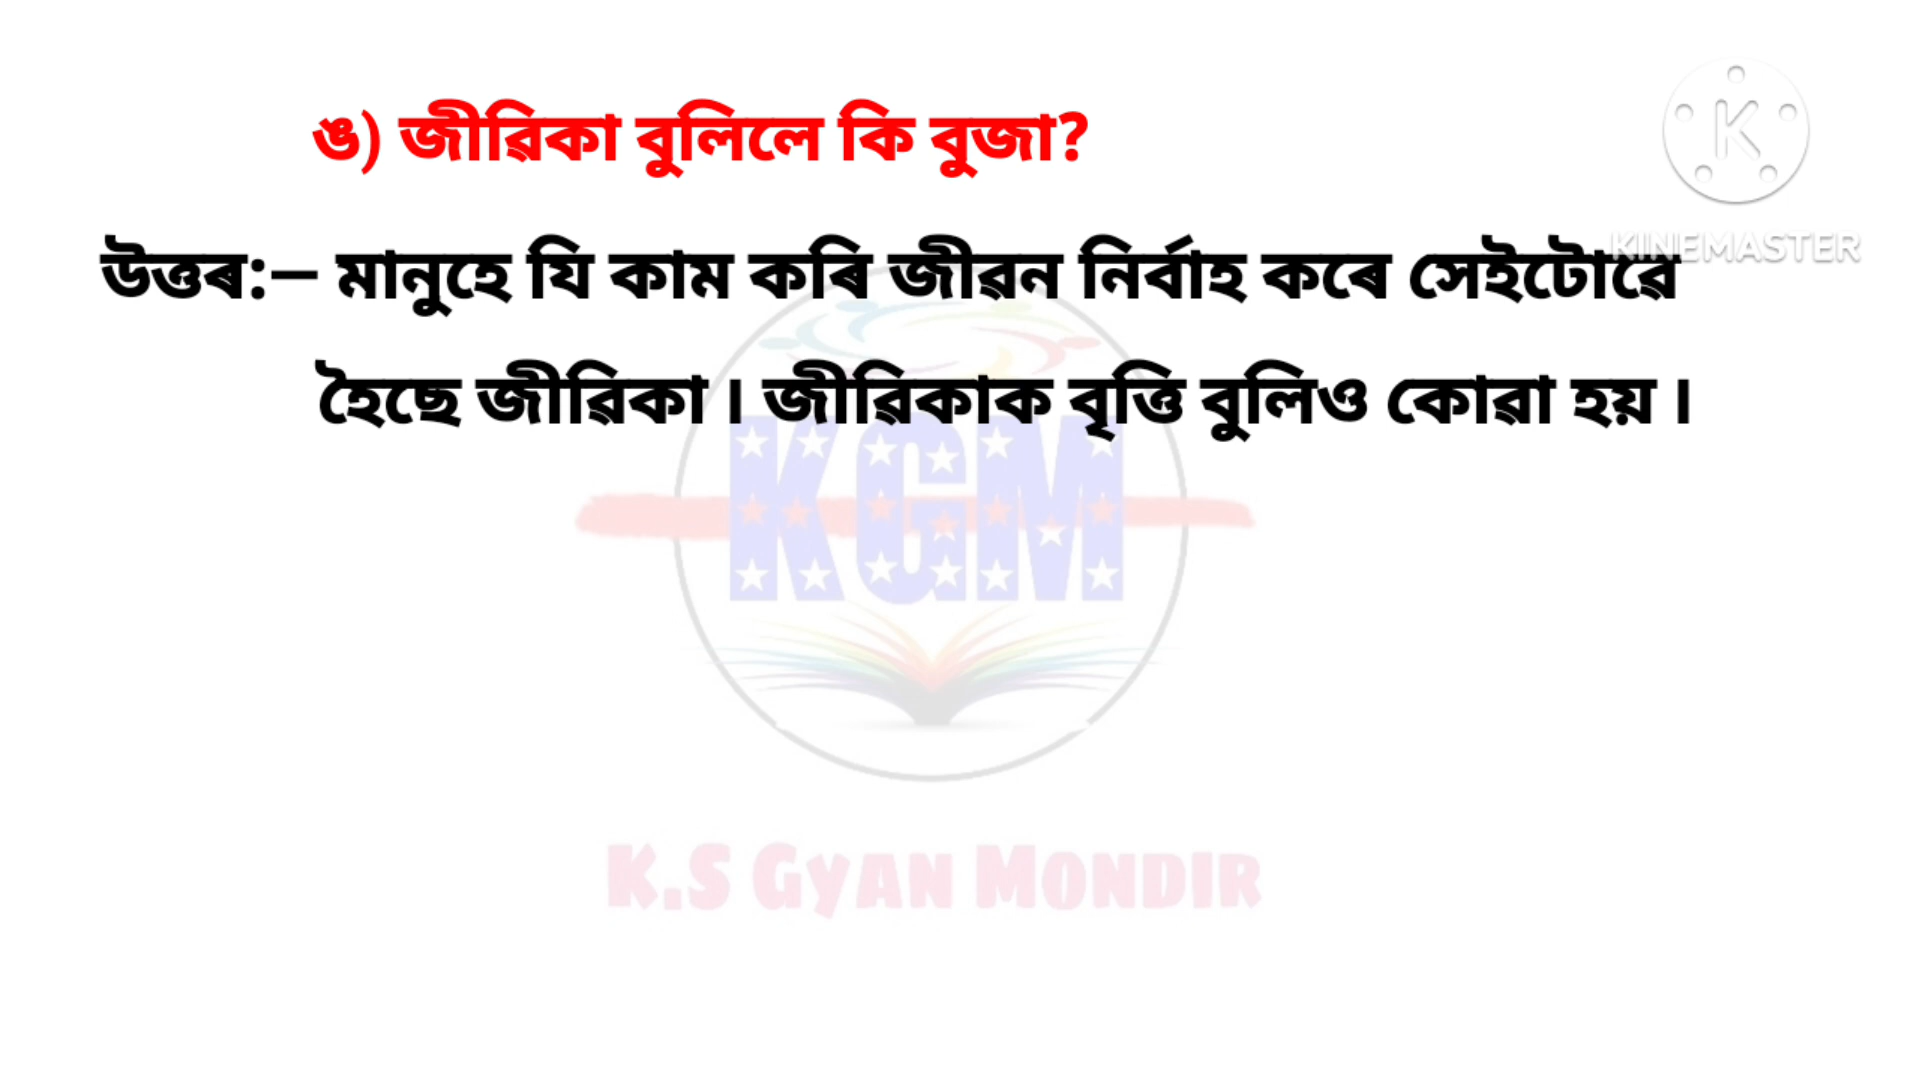 ঙ) জীৱিকা বুলিলে কি বুজা?
উত্তৰ:– মানুহে যি কাম কৰি জীৱন নিৰ্বাহ কৰে সেইটোৱে
হৈছে জীৱিকা। জীৱিকাক বৃত্তি বুলিও কোৱা হয়।
K
KINEMASTER
KGM
K.S GYAN MONDIR